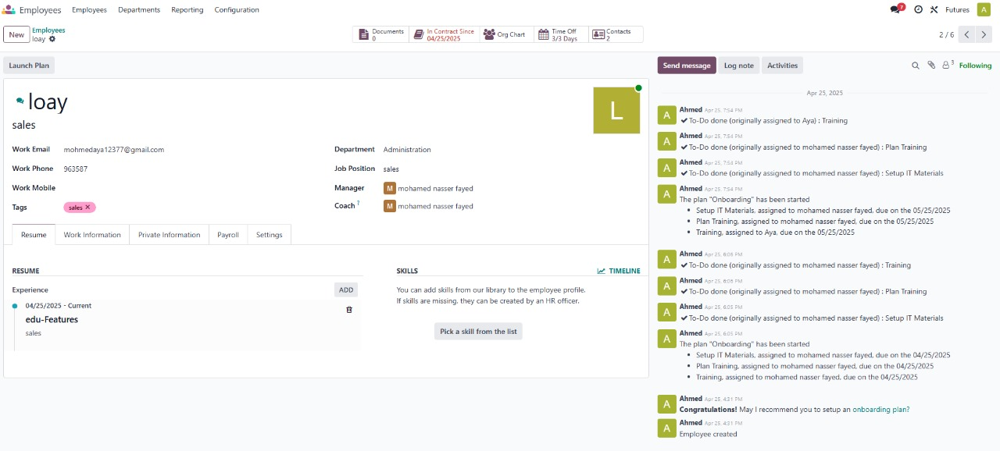 Employees Employees Departments Reporting Configuration 7 Futures A
New Employees
loay
Documents
0
In Contract Since
04/25/2025
Org Chart
Time Off
3/3 Days
Contacts
2
2 / 6
Launch Plan
loay
L
sales
Work Email mohmedaya12377@gmail.com
Work Phone 963587
Work Mobile
Tags sales ✕
Department Administration
Job Position sales
Manager M mohamed nasser fayed
Coach ? M mohamed nasser fayed
Resume Work Information Private Information Payroll Settings
RESUME
Experience ADD
04/25/2025 - Current
edu-Features
sales
SKILLS TIMELINE
You can add skills from our library to the employee profile.
If skills are missing, they can be created by an HR officer.
Pick a skill from the list
Send message Log note Activities 3 Following
Apr 25, 2025
A Ahmed Apr 25, 7:54 PM
✔To-Do done (originally assigned to Aya) : Training
A Ahmed Apr 25, 7:54 PM
✔To-Do done (originally assigned to mohamed nasser fayed) : Plan Training
A Ahmed Apr 25, 7:54 PM
✔To-Do done (originally assigned to mohamed nasser fayed) : Setup IT Materials
A Ahmed Apr 25, 7:54 PM
The plan "Onboarding" has been started
• Setup IT Materials, assigned to mohamed nasser fayed, due on the 05/25/2025
• Plan Training, assigned to mohamed nasser fayed, due on the 05/25/2025
• Training, assigned to Aya, due on the 05/25/2025
A Ahmed Apr 25, 6:06 PM
✔To-Do done (originally assigned to mohamed nasser fayed) : Training
A Ahmed Apr 25, 6:06 PM
✔To-Do done (originally assigned to mohamed nasser fayed) : Plan Training
A Ahmed Apr 25, 6:05 PM
✔To-Do done (originally assigned to mohamed nasser fayed) : Setup IT Materials
A Ahmed Apr 25, 6:05 PM
The plan "Onboarding" has been started
• Setup IT Materials, assigned to mohamed nasser fayed, due on the 04/25/2025
• Plan Training, assigned to mohamed nasser fayed, due on the 04/25/2025
• Training, assigned to mohamed nasser fayed, due on the 04/25/2025
A Ahmed Apr 25, 4:31 PM
Congratulations! May I recommend you to setup an onboarding plan?
A Ahmed Apr 25, 4:31 PM
Employee created